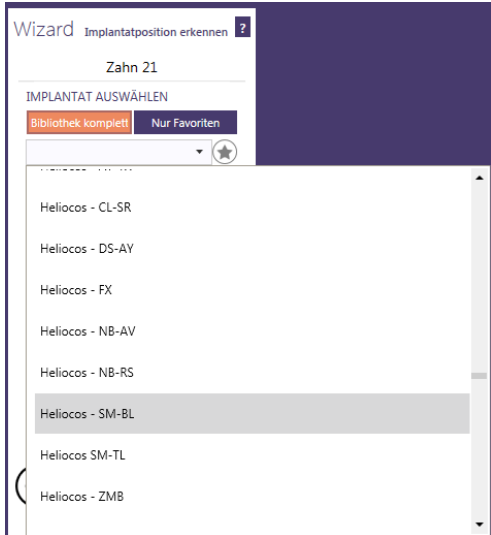 Wizard Implantatposition erkennen ?
Zahn 21
IMPLANTAT AUSWÄHLEN
Bibliothek komplett Nur Favoriten
Heliocos - CL-SR
Heliocos - DS-AY
Heliocos - FX
Heliocos - NB-AV
Heliocos - NB-RS
Heliocos - SM-BL
Heliocos SM-TL
Heliocos - ZMB